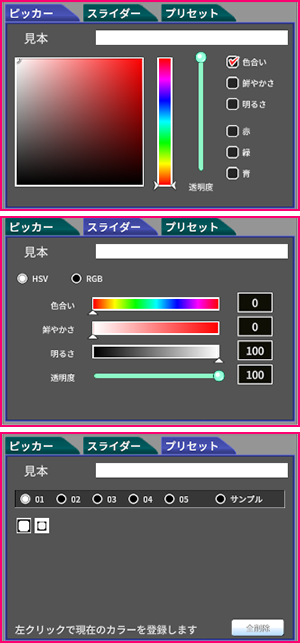 ピッカー スライダー プリセット
見本
色合い
鮮やかさ
明るさ
赤
緑
青
透明度
ピッカー スライダー プリセット
見本
HSV RGB
色合い 0
鮮やかさ 0
明るさ 100
透明度 100
ピッカー スライダー プリセット
見本
01 02 03 04 05 サンプル
左クリックで現在のカラーを登録します 全削除